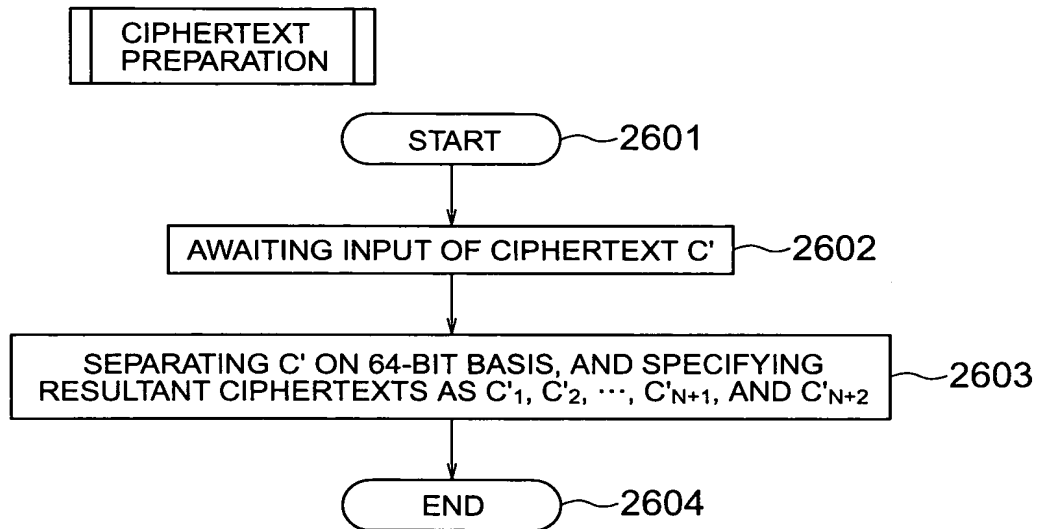 CIPHERTEXT
PREPARATION
START 2601
AWAITING INPUT OF CIPHERTEXT C' 2602
SEPARATING C' ON 64-BIT BASIS, AND SPECIFYING
RESULTANT CIPHERTEXTS AS C'₁, C'₂, ···, C'N+1, AND C'N+2
2603
END 2604